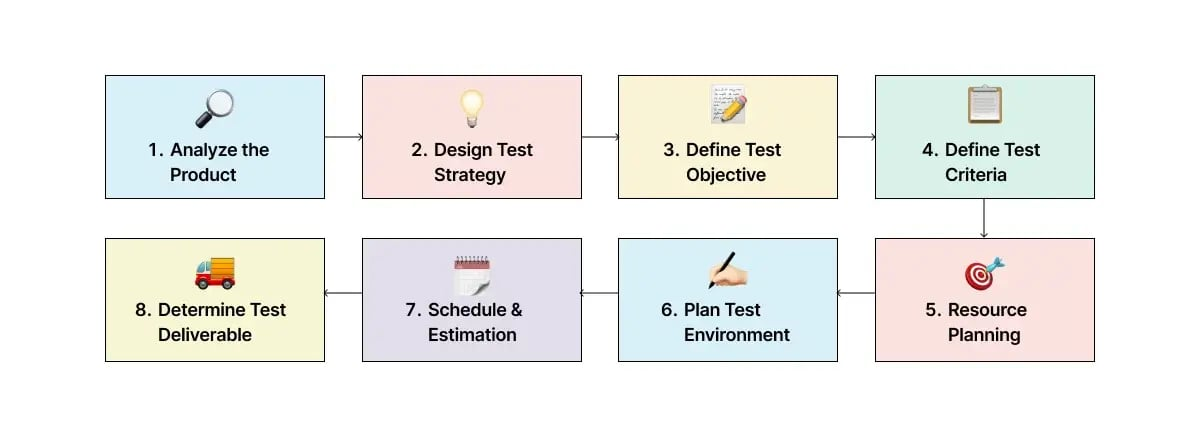 1. Analyze the
Product
2. Design Test
Strategy
3. Define Test
Objective
4. Define Test
Criteria
5. Resource
Planning
6. Plan Test
Environment
7. Schedule &
Estimation
8. Determine Test
Deliverable